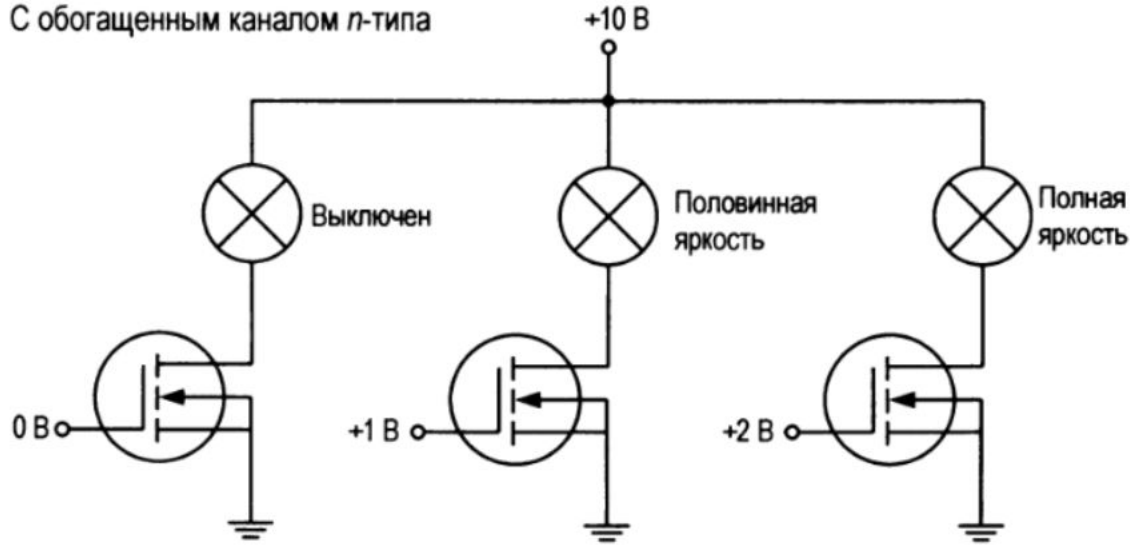 С обогащенным каналом n-типа
+10 В
Выключен
Половинная
яркость
Полная
яркость
0 В
+1 В
+2 В